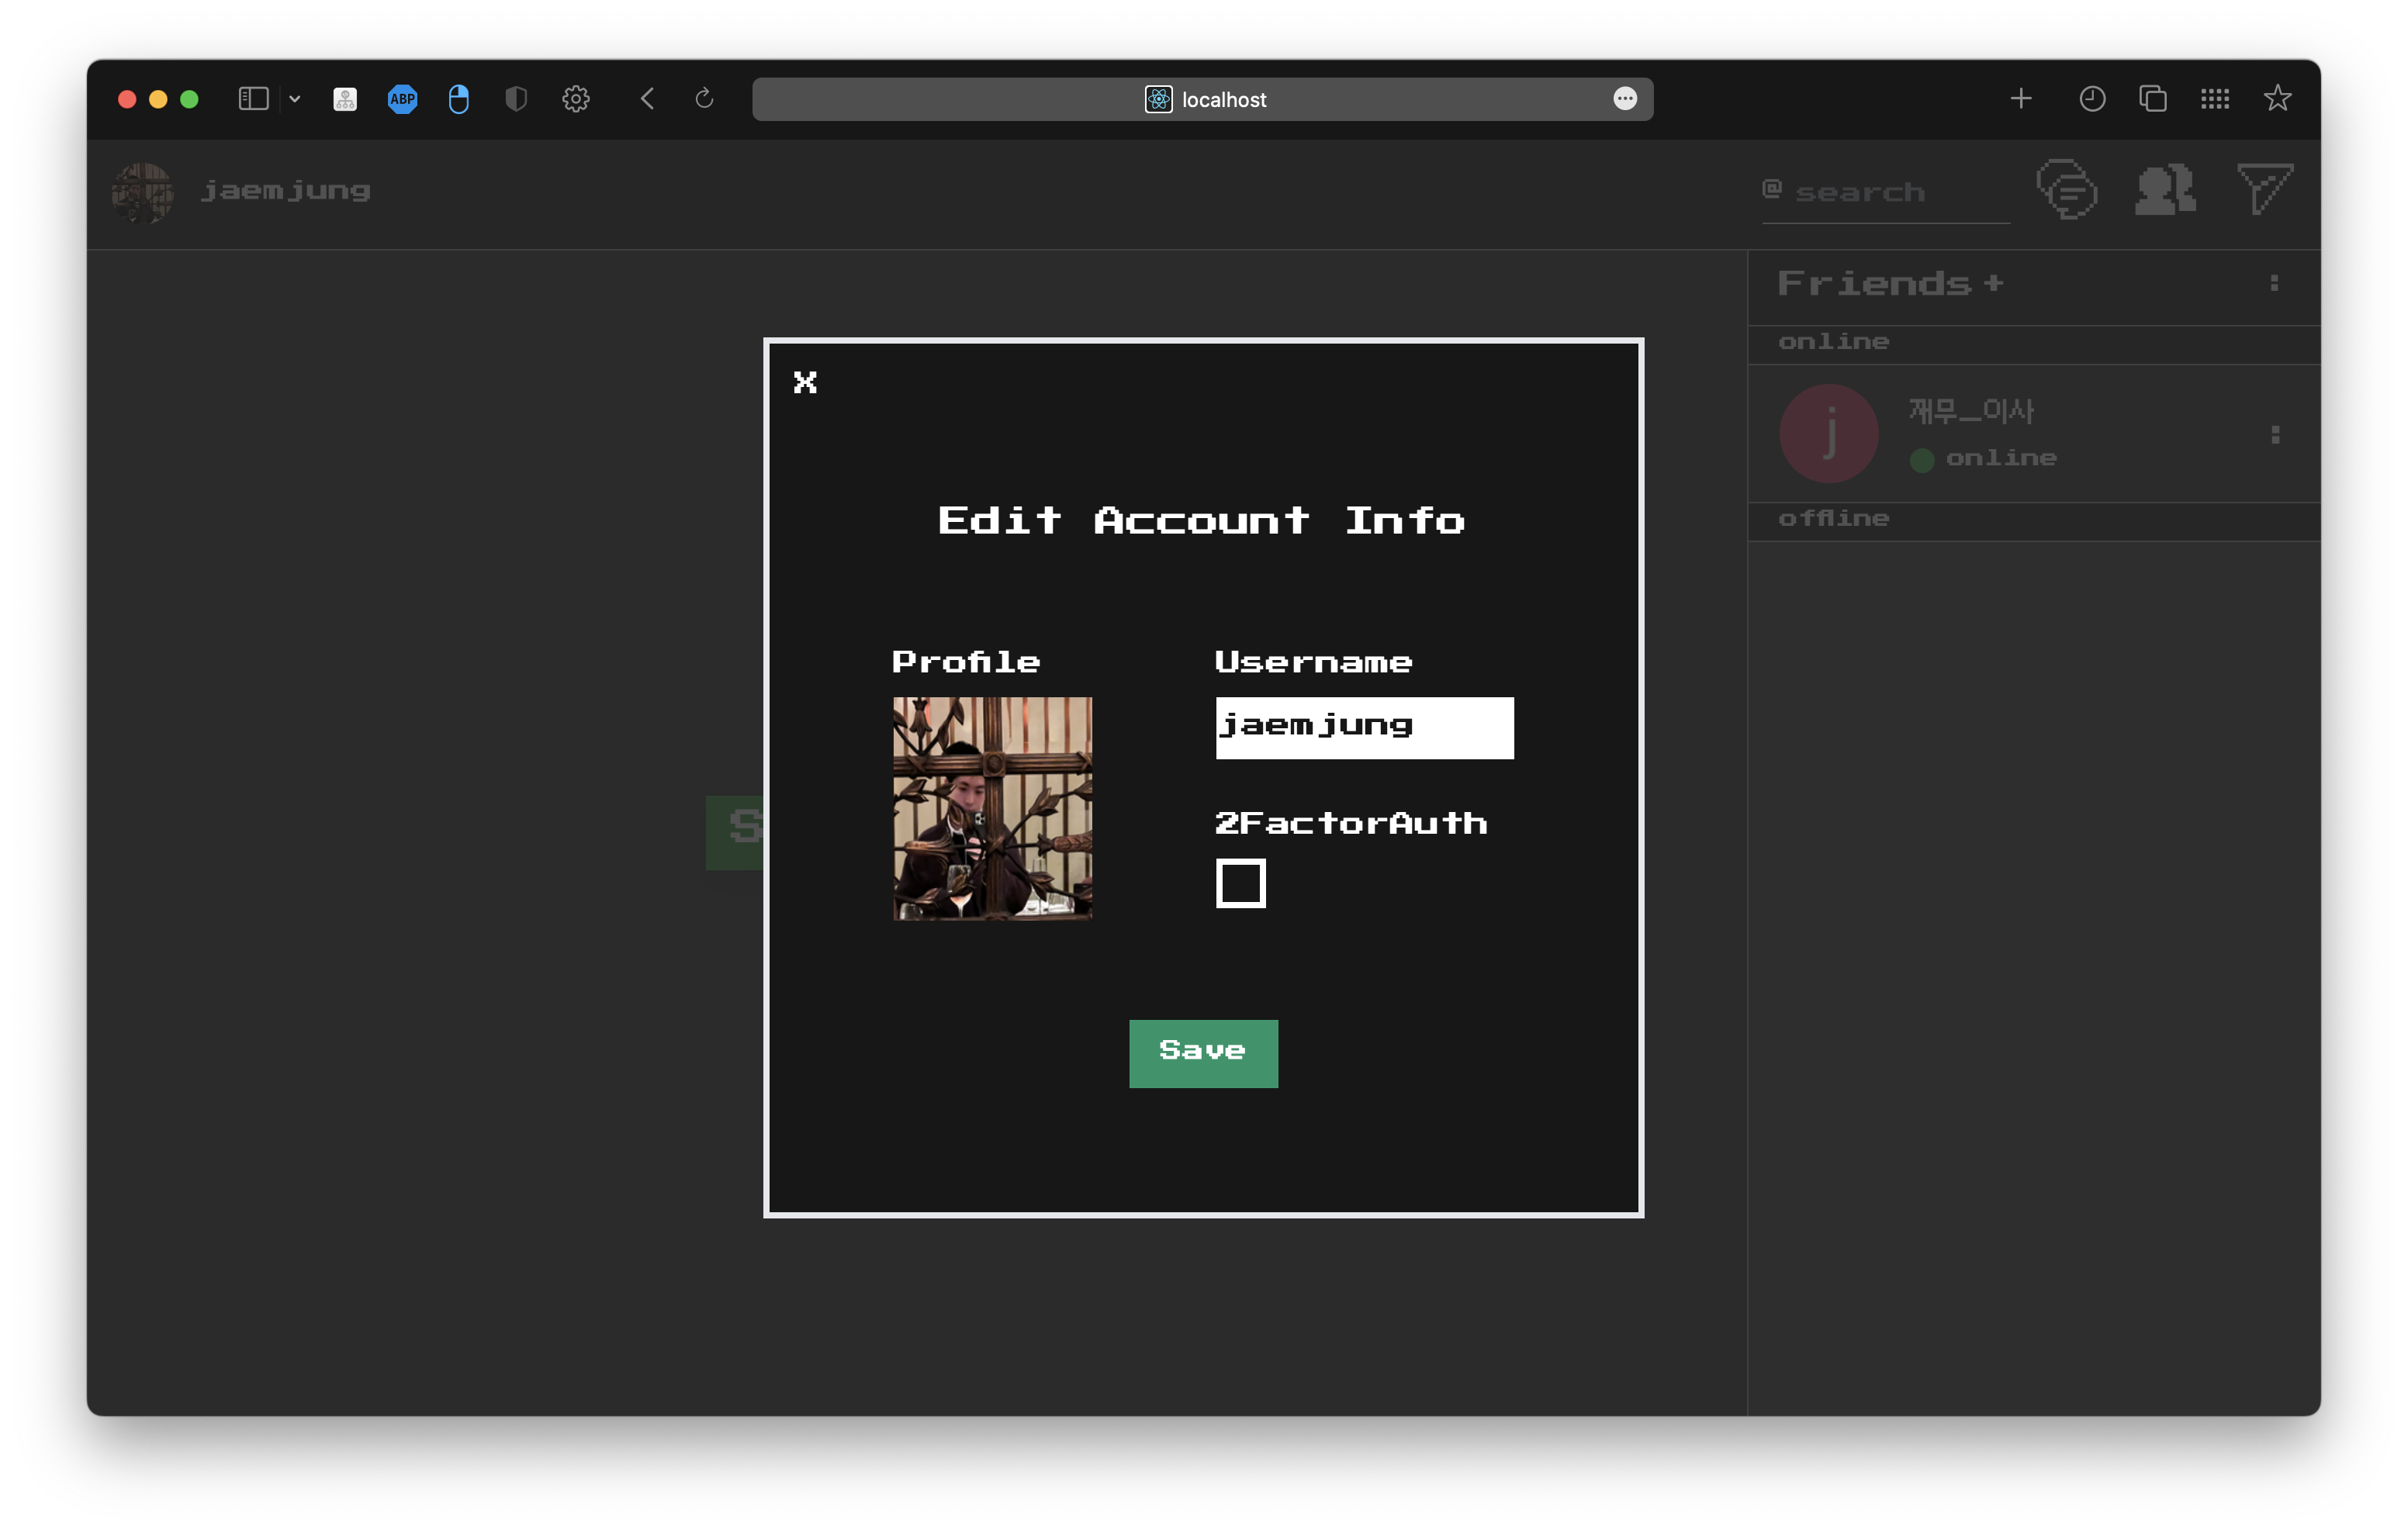 ABP
localhost
jaemjung
@ search
Friends +
online
x
j
재무_이사
online
Edit Account Info
offline
Profile
Username
jaemjung
2FactorAuth
S
Save